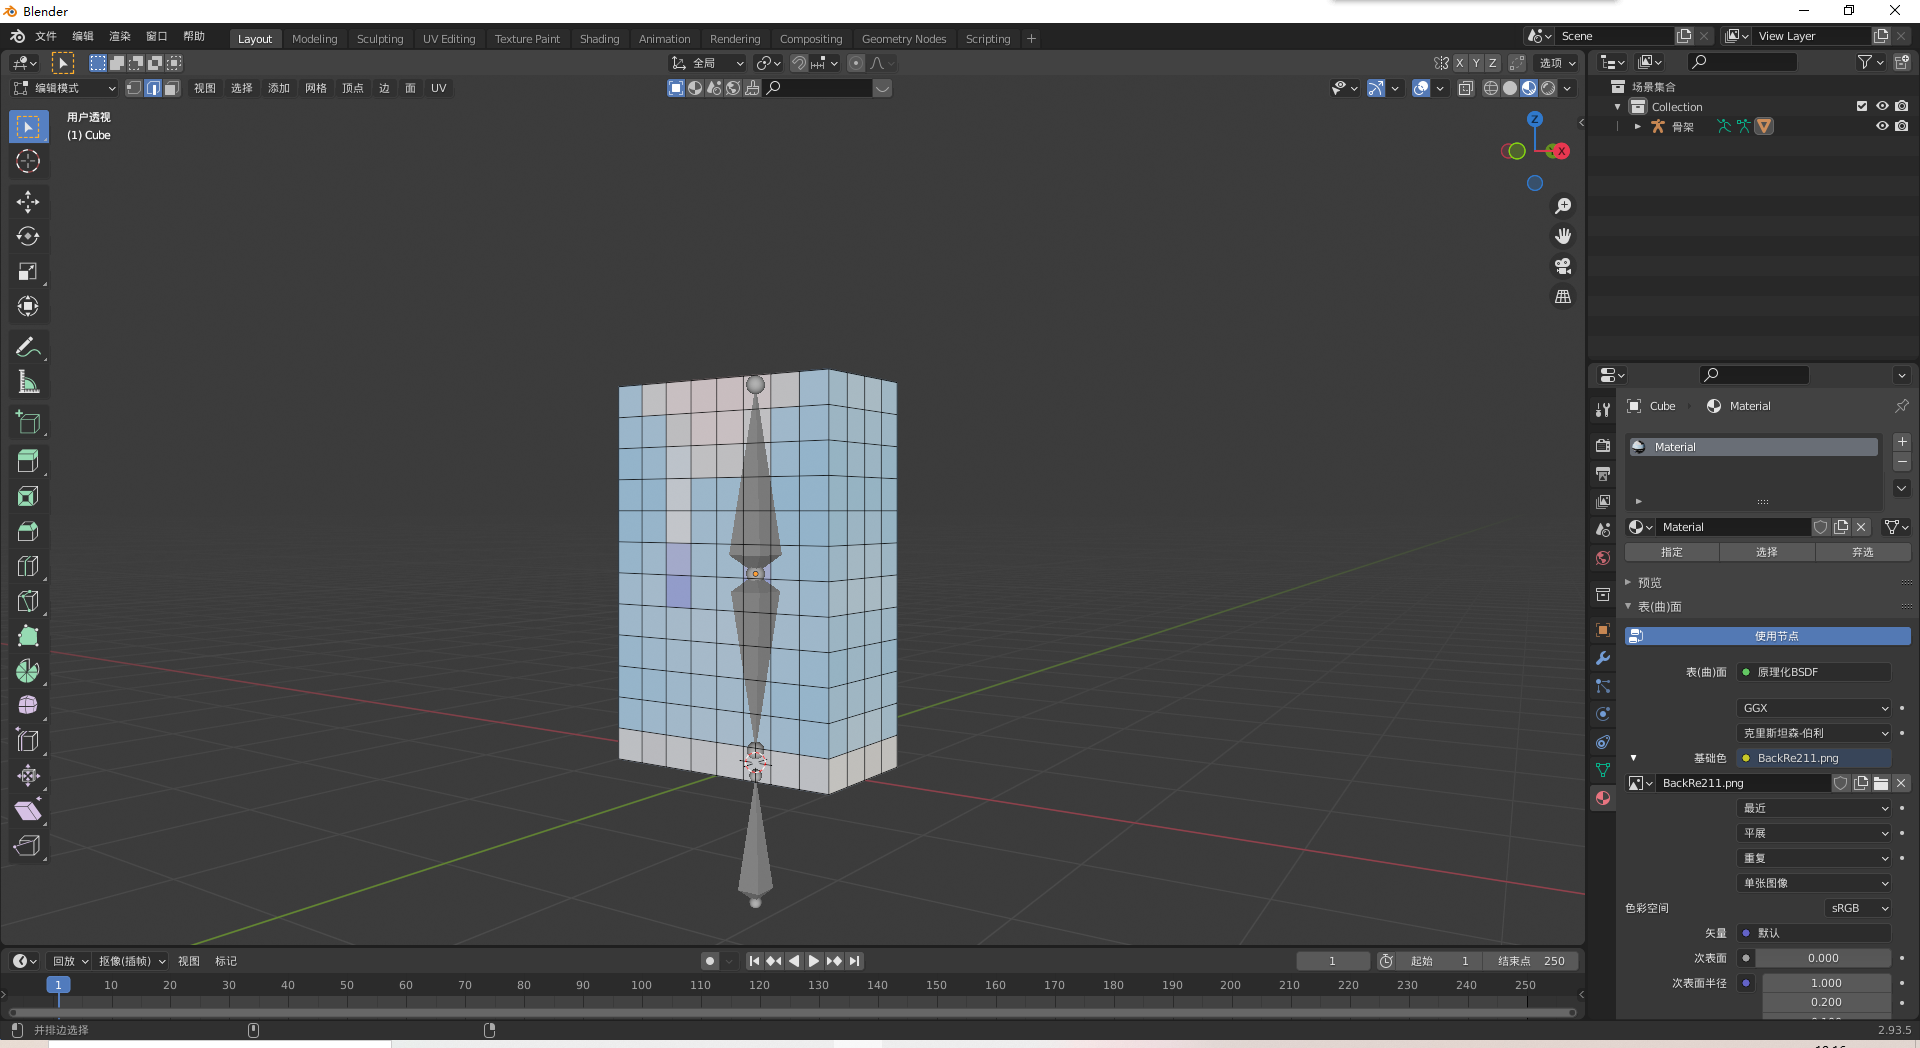 Blender
文件 编辑 渲染 窗口 帮助 Layout Modeling Sculpting UV Editing Texture Paint Shading Animation Rendering Compositing Geometry Nodes Scripting + Scene View Layer
全局 X Y Z 选项
编辑模式 视图 选择 添加 网格 顶点 边 面 UV
用户透视
(1) Cube
Z
X
场景集合
Collection
骨架
Cube Material
Material
Material
指定 选择 弃选
预览
表(曲)面
使用节点
表(曲)面 原理化BSDF
GGX
克里斯坦森-伯利
基础色 BackRe211.png
BackRe211.png
最近
平展
重复
单张图像
色彩空间 sRGB
矢量 默认
次表面 0.000
次表面半径 1.000
0.200
回放 抠像(插帧) 视图 标记 1 起始 1 结束点 250
1 10 20 30 40 50 60 70 80 90 100 110 120 130 140 150 160 170 180 190 200 210 220 230 240 250
并排边选择 2.93.5